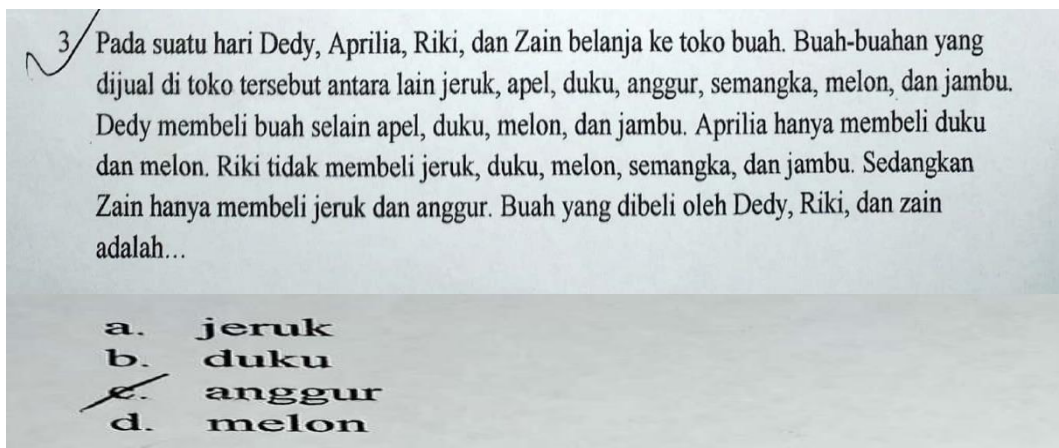 3/ Pada suatu hari Dedy, Aprilia, Riki, dan Zain belanja ke toko buah. Buah-buahan yang
dijual di toko tersebut antara lain jeruk, apel, duku, anggur, semangka, melon, dan jambu.
Dedy membeli buah selain apel, duku, melon, dan jambu. Aprilia hanya membeli duku
dan melon. Riki tidak membeli jeruk, duku, melon, semangka, dan jambu. Sedangkan
Zain hanya membeli jeruk dan anggur. Buah yang dibeli oleh Dedy, Riki, dan zain
adalah...
a. jeruk
b. duku
c. anggur
d. melon